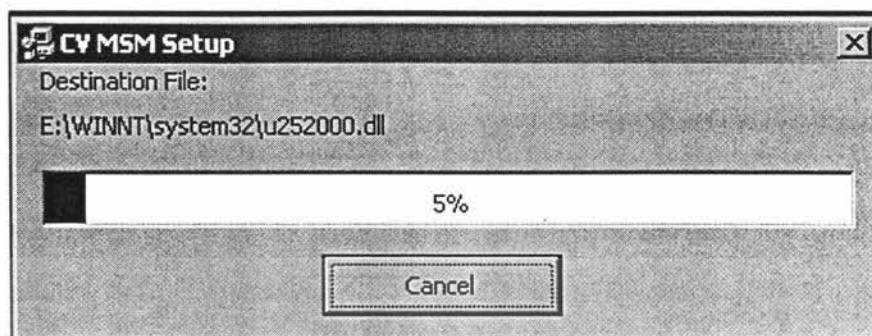 CV MSM Setup
Destination File:
E:\WINNT\system32\u252000.dll
5%
Cancel